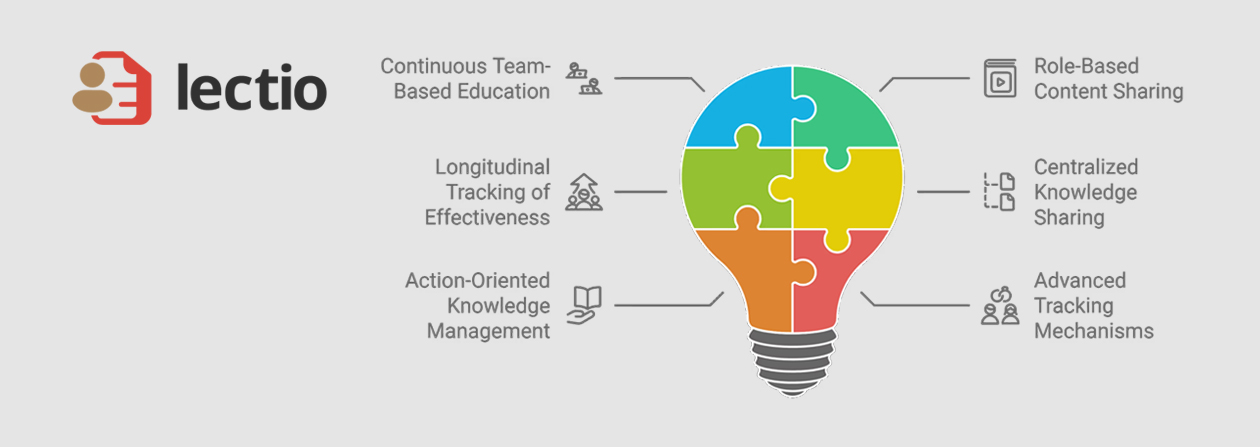 lectio
Continuous Team-
Based Education
Longitudinal
Tracking of
Effectiveness
Action-Oriented
Knowledge
Management
Role-Based
Content Sharing
Centralized
Knowledge
Sharing
Advanced
Tracking
Mechanisms